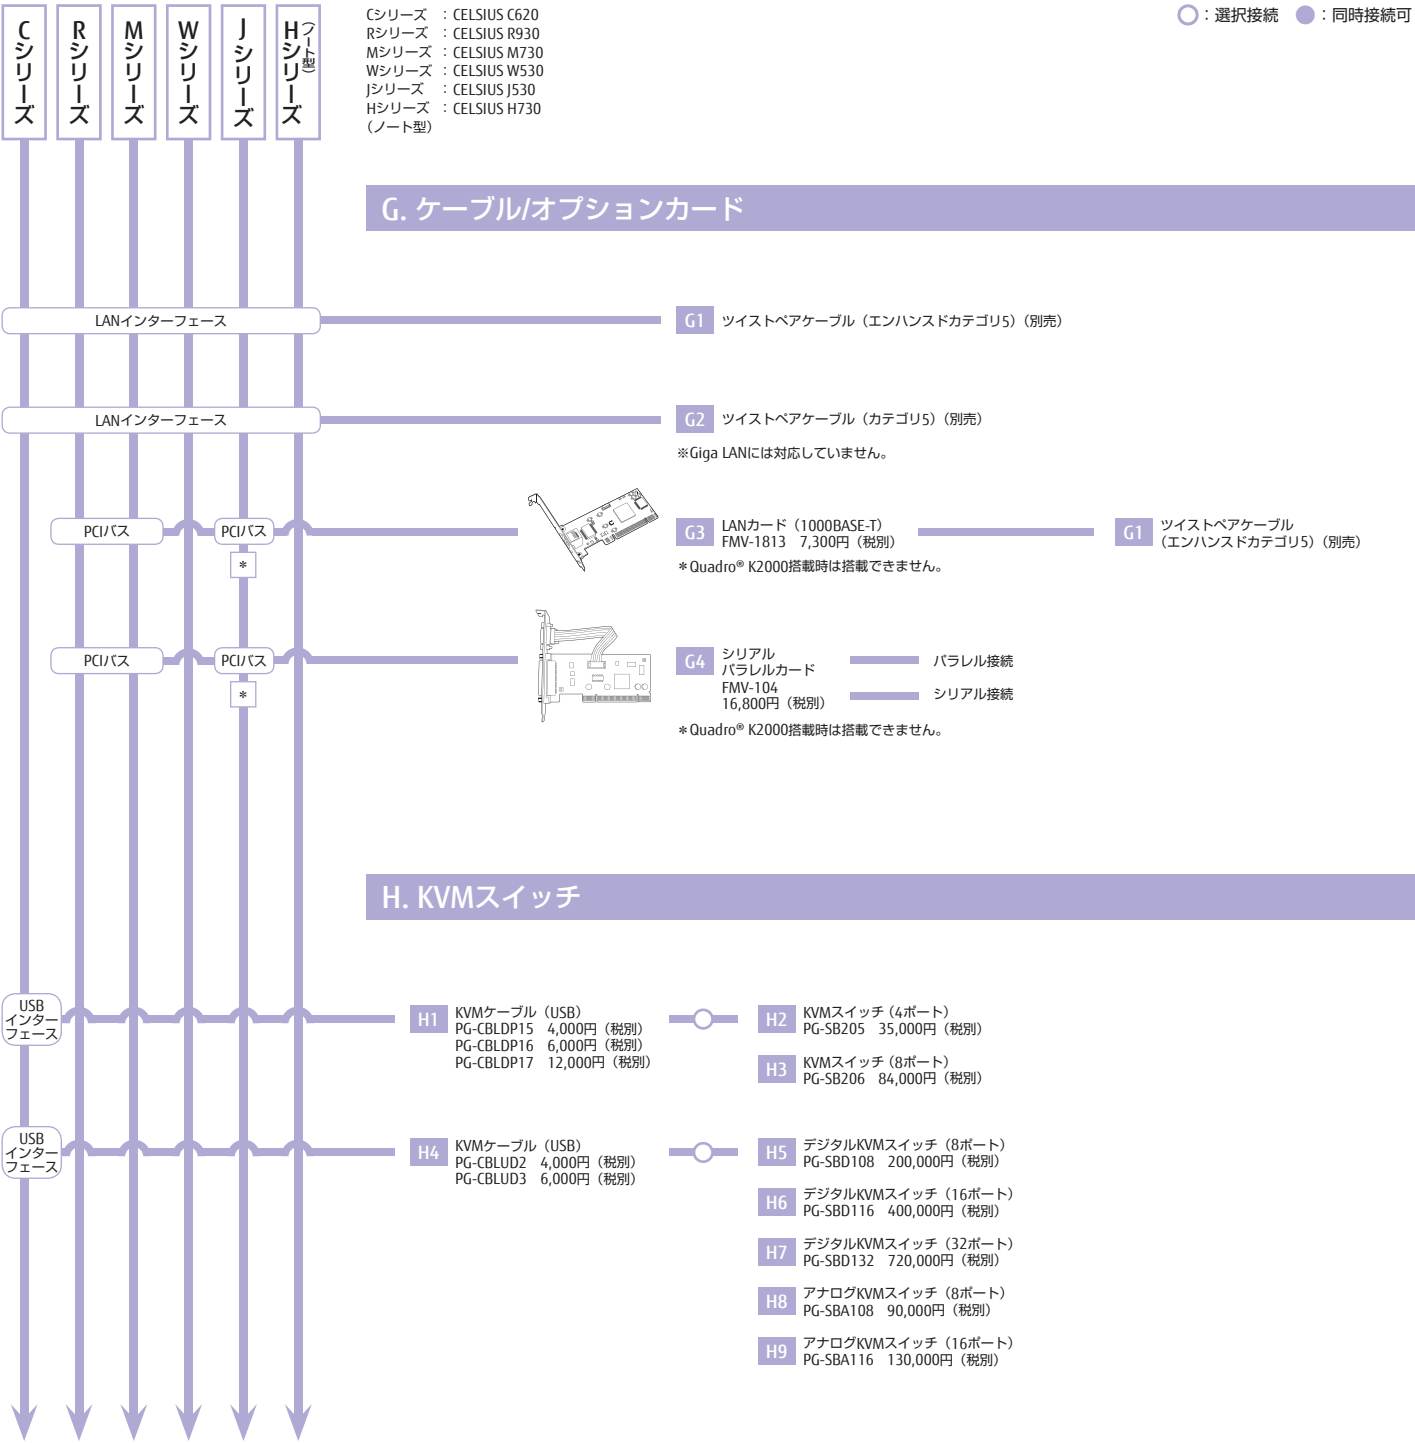 Cシリーズ
Rシリーズ
Mシリーズ
Wシリーズ
Jシリーズ
Hシリーズ
（ノート型）
Cシリーズ ：CELSIUS C620
Rシリーズ ：CELSIUS R930
Mシリーズ ：CELSIUS M730
Wシリーズ ：CELSIUS W530
Jシリーズ ：CELSIUS J530
Hシリーズ ：CELSIUS H730
（ノート型）
：選択接続 ：同時接続可
G. ケーブル/オプションカード
LANインターフェース
G1 ツイストペアケーブル（エンハンスドカテゴリ5）（別売）
LANインターフェース
G2 ツイストペアケーブル（カテゴリ5）（別売）
※Giga LANには対応していません。
PCIバス
PCIバス
＊
G3 LANカード（1000BASE-T）
FMV-1813 7,300円（税別）
＊Quadro® K2000搭載時は搭載できません。
G1 ツイストペアケーブル
（エンハンスドカテゴリ5）（別売）
PCIバス
PCIバス
＊
G4 シリアル
パラレルカード
FMV-104
16,800円（税別）
パラレル接続
シリアル接続
＊Quadro® K2000搭載時は搭載できません。
H. KVMスイッチ
USB
インター
フェース
H1 KVMケーブル（USB）
PG-CBLDP15 4,000円（税別）
PG-CBLDP16 6,000円（税別）
PG-CBLDP17 12,000円（税別）
H2 KVMスイッチ（4ポート）
PG-SB205 35,000円（税別）
H3 KVMスイッチ（8ポート）
PG-SB206 84,000円（税別）
USB
インター
フェース
H4 KVMケーブル（USB）
PG-CBLUD2 4,000円（税別）
PG-CBLUD3 6,000円（税別）
H5 デジタルKVMスイッチ（8ポート）
PG-SBD108 200,000円（税別）
H6 デジタルKVMスイッチ（16ポート）
PG-SBD116 400,000円（税別）
H7 デジタルKVMスイッチ（32ポート）
PG-SBD132 720,000円（税別）
H8 アナログKVMスイッチ（8ポート）
PG-SBA108 90,000円（税別）
H9 アナログKVMスイッチ（16ポート）
PG-SBA116 130,000円（税別）